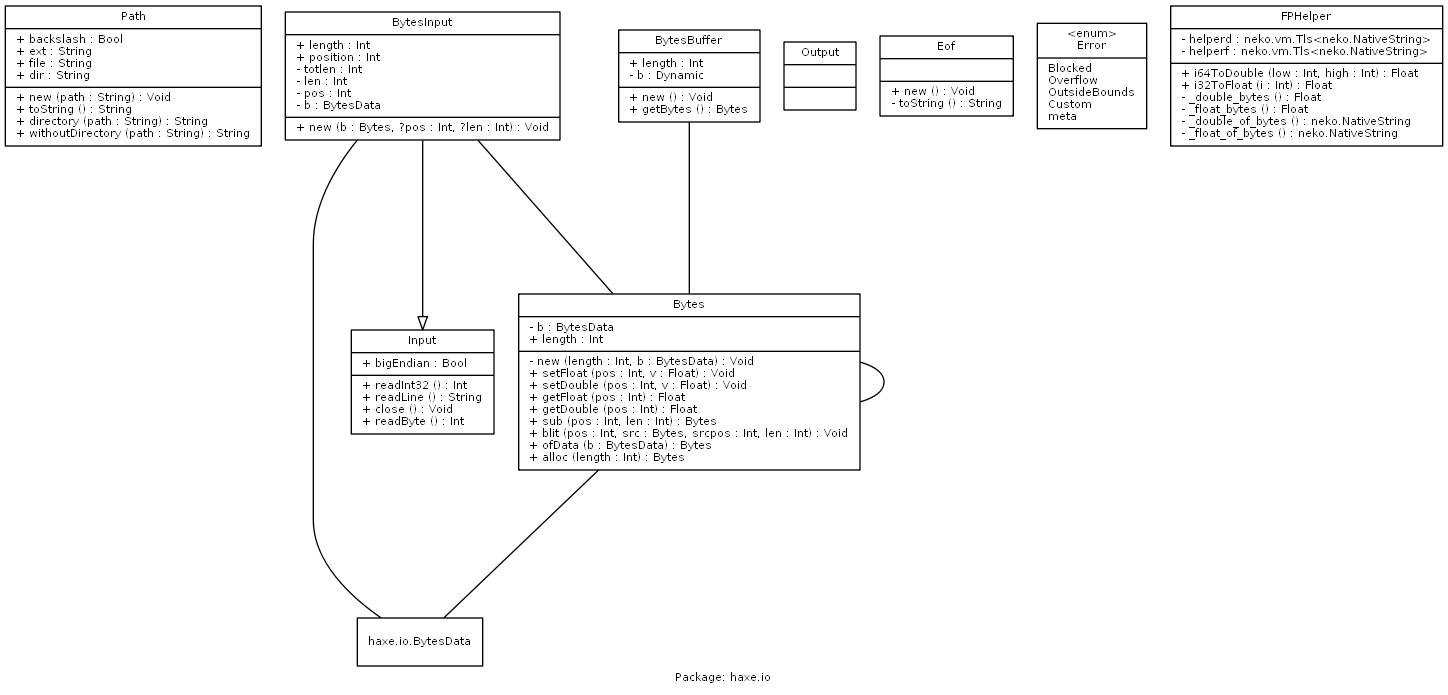 Path
+ backslash : Bool
+ ext : String
+ file : String
+ dir : String
+ new (path : String) : Void
+ toString () : String
+ directory (path : String) : String
+ withoutDirectory (path : String) : String
BytesInput
+ length : Int
+ position : Int
- totlen : Int
- len : Int
- pos : Int
- b : BytesData
+ new (b : Bytes, ?pos : Int, ?len : Int) : Void
BytesBuffer
+ length : Int
- b : Dynamic
+ new () : Void
+ getBytes () : Bytes
Output
Eof
+ new () : Void
- toString () : String
<enum>
Error
Blocked
Overflow
OutsideBounds
Custom
meta
FPHelper
- helperd : neko.vm.Tls<neko.NativeString>
- helperf : neko.vm.Tls<neko.NativeString>
+ i64ToDouble (low : Int, high : Int) : Float
+ i32ToFloat (i : Int) : Float
- _double_bytes () : Float
- _float_bytes () : Float
- _double_of_bytes () : neko.NativeString
- _float_of_bytes () : neko.NativeString
Input
+ bigEndian : Bool
+ readInt32 () : Int
+ readLine () : String
+ close () : Void
+ readByte () : Int
Bytes
- b : BytesData
+ length : Int
- new (length : Int, b : BytesData) : Void
+ setFloat (pos : Int, v : Float) : Void
+ setDouble (pos : Int, v : Float) : Void
+ getFloat (pos : Int) : Float
+ getDouble (pos : Int) : Float
+ sub (pos : Int, len : Int) : Bytes
+ blit (pos : Int, src : Bytes, srcpos : Int, len : Int) : Void
+ ofData (b : BytesData) : Bytes
+ alloc (length : Int) : Bytes
haxe.io.BytesData
Package: haxe.io